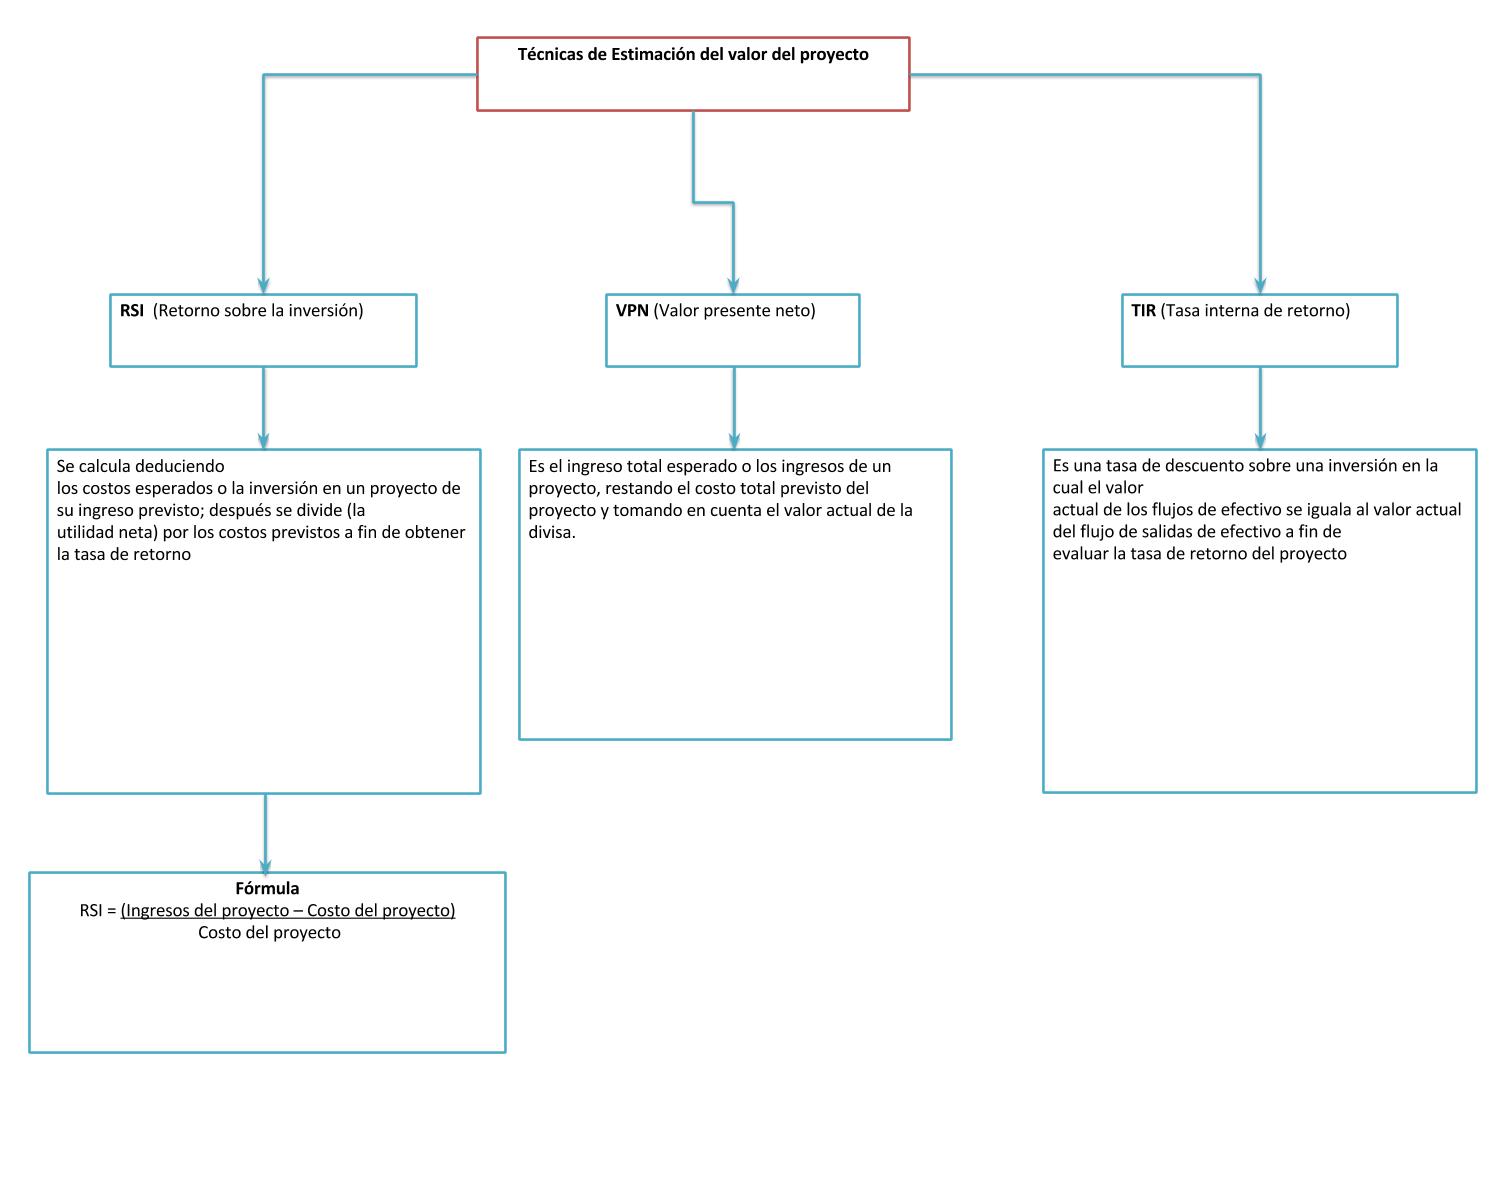 Técnicas de Estimación del valor del proyecto
RSI  (Retorno sobre la inversión)
VPN (Valor presente neto)
TIR (Tasa interna de retorno)
Se calcula deduciendo
los costos esperados o la inversión en un proyecto de
su ingreso previsto; después se divide (la
utilidad neta) por los costos previstos a fin de obtener
la tasa de retorno
Es el ingreso total esperado o los ingresos de un
proyecto, restando el costo total previsto del
proyecto y tomando en cuenta el valor actual de la
divisa.
Es una tasa de descuento sobre una inversión en la
cual el valor
actual de los flujos de efectivo se iguala al valor actual
del flujo de salidas de efectivo a fin de
evaluar la tasa de retorno del proyecto
Fórmula
RSI = (Ingresos del proyecto – Costo del proyecto)
Costo del proyecto